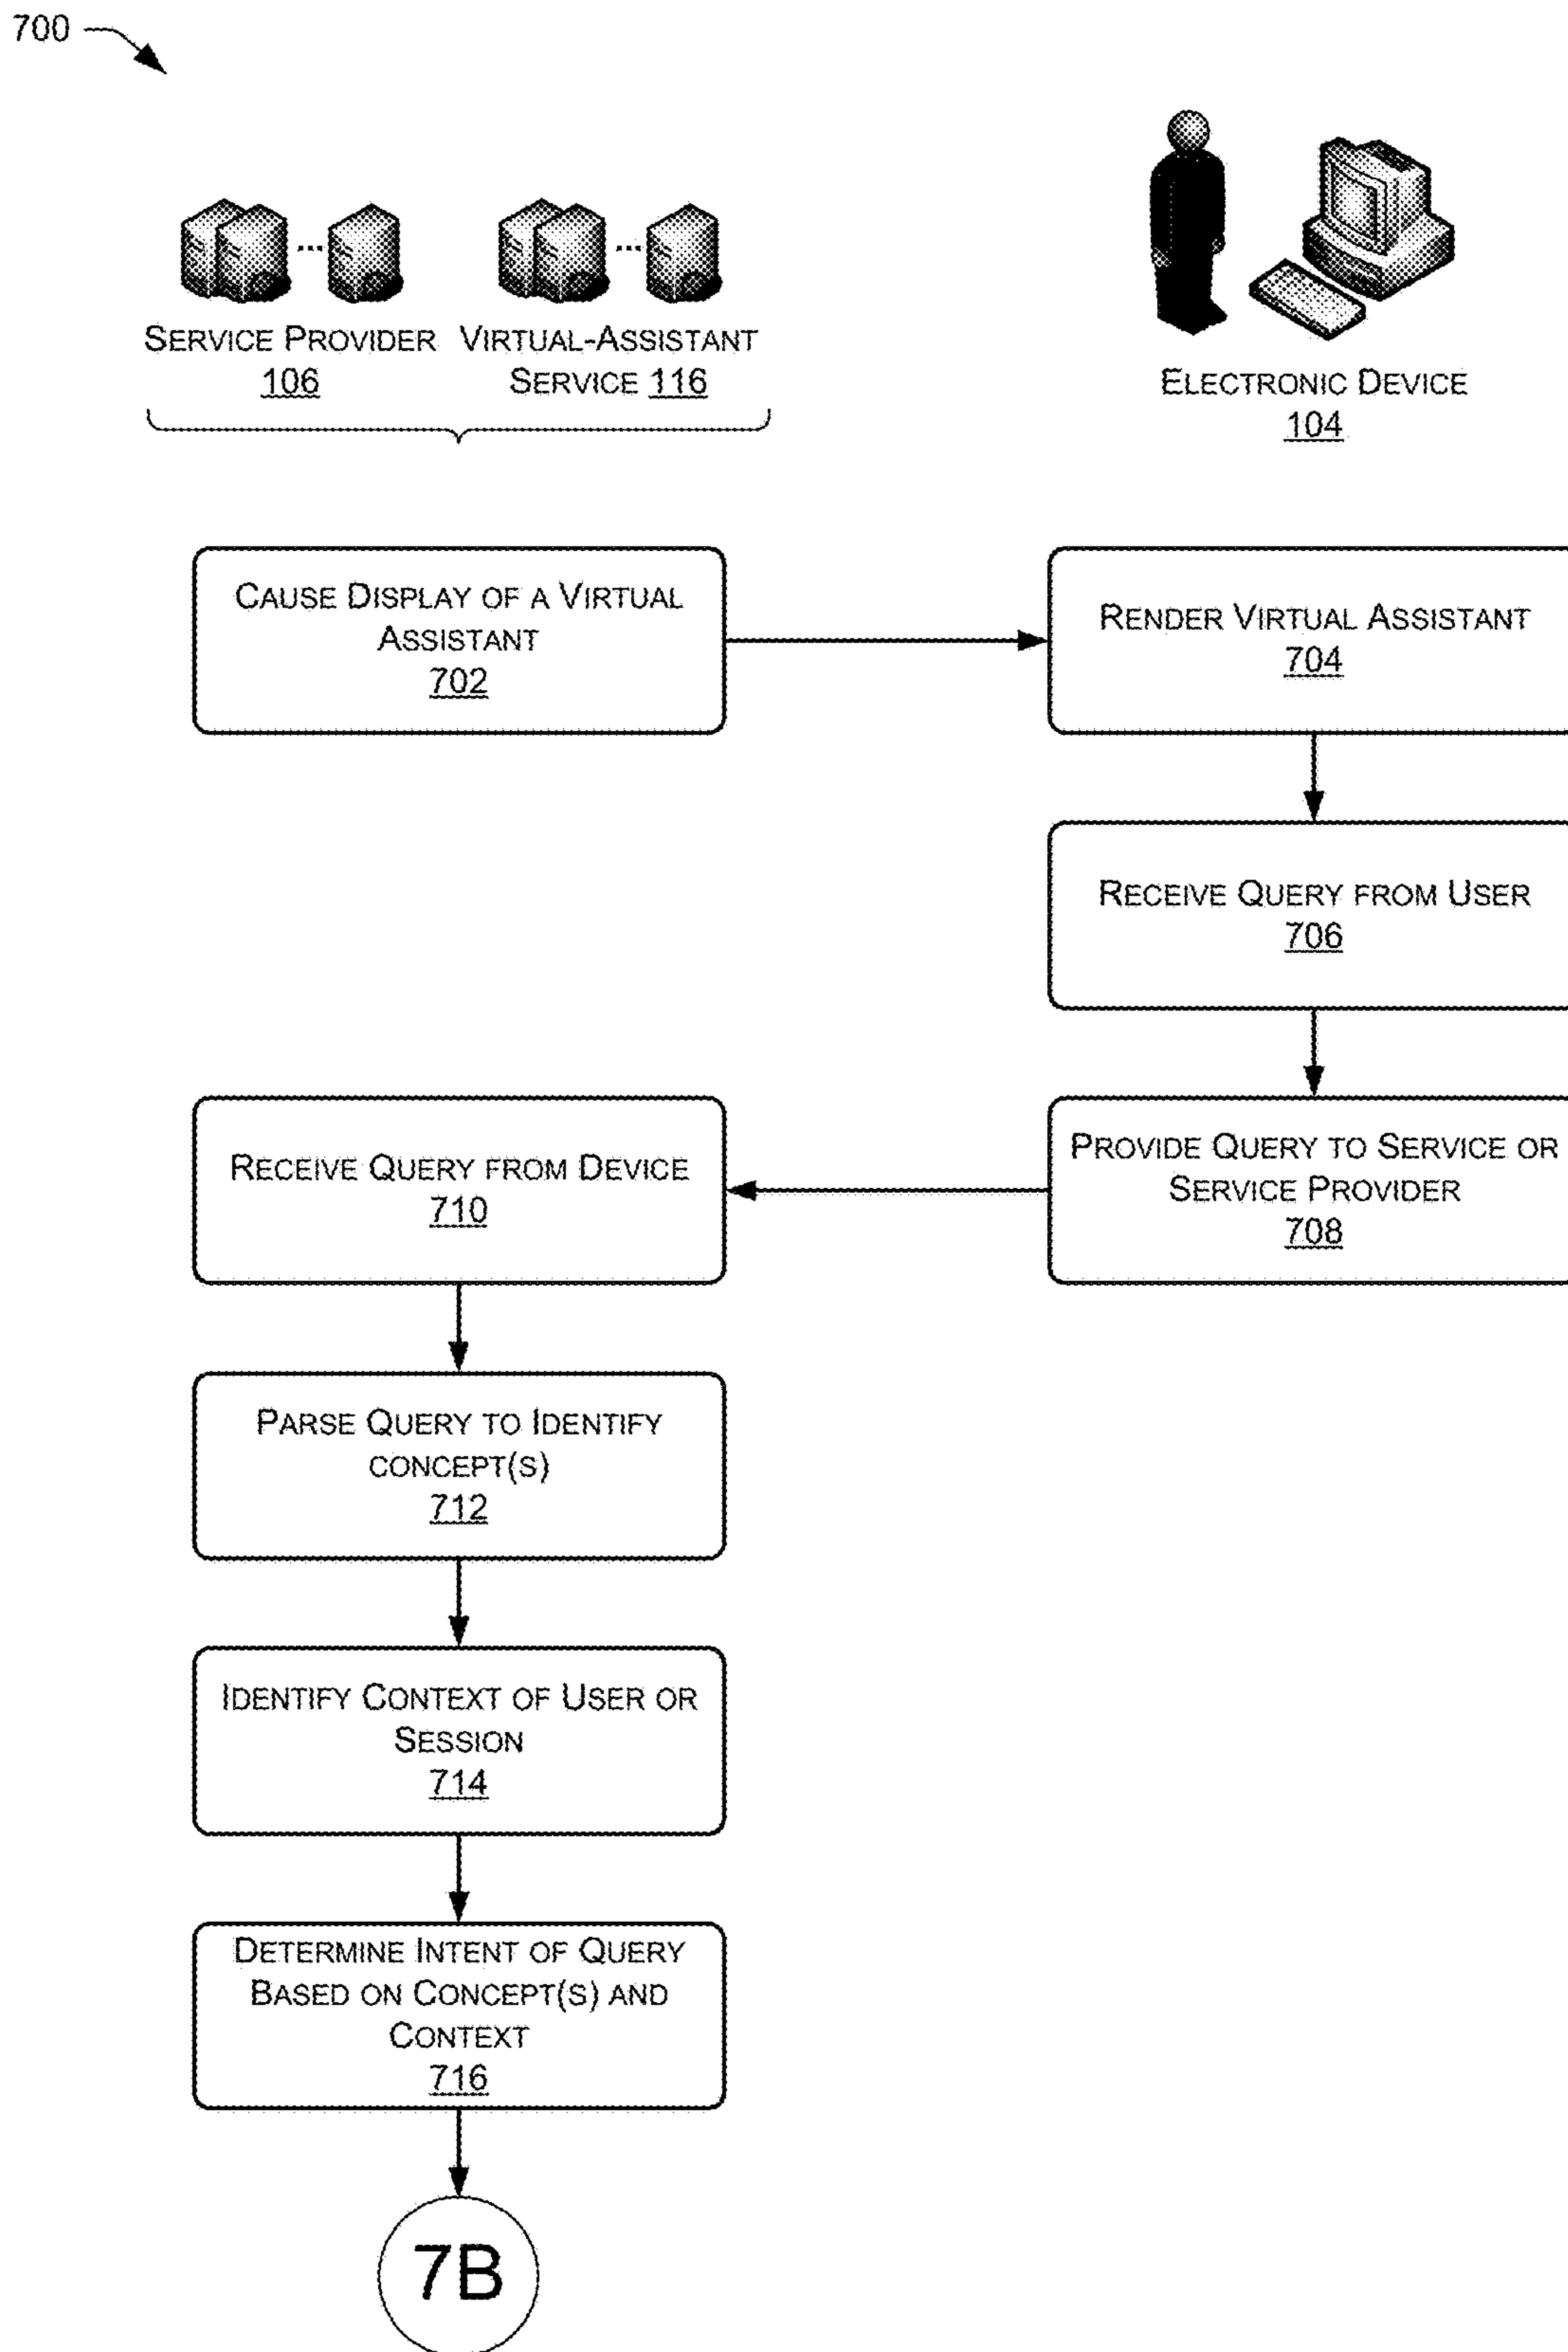 700
SERVICE PROVIDER
106
VIRTUAL-ASSISTANT
SERVICE 116
ELECTRONIC DEVICE
104
CAUSE DISPLAY OF A VIRTUAL
ASSISTANT
702
RENDER VIRTUAL ASSISTANT
704
RECEIVE QUERY FROM USER
706
PROVIDE QUERY TO SERVICE OR
SERVICE PROVIDER
708
RECEIVE QUERY FROM DEVICE
710
PARSE QUERY TO IDENTIFY
CONCEPT(S)
712
IDENTIFY CONTEXT OF USER OR
SESSION
714
DETERMINE INTENT OF QUERY
BASED ON CONCEPT(S) AND
CONTEXT
716
7B